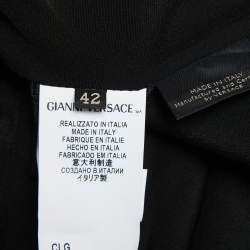 42
GIANNI VERSACE
REALIZZATO IN ITALIA
MADE IN ITALY
FABRIQUE EN ITALIE
HECHO EN ITALIA
FABRICADO EM ITALIA
意大利制造
СОЗДАНО В ИТАЛИИ
イタリア製
CLG
MADE IN ITALY
Manufactured and
by VERSACE